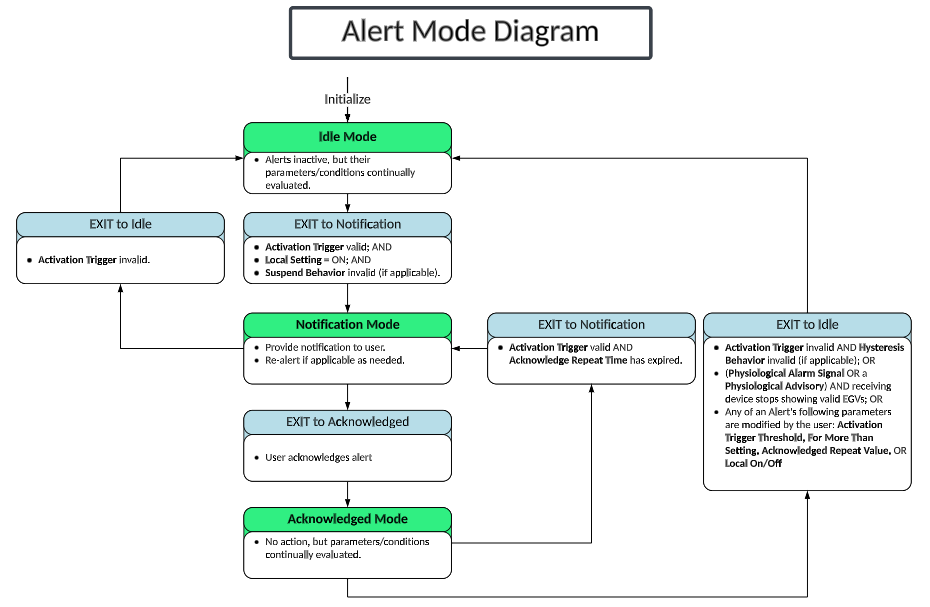 Alert Mode Diagram
Initialize
Idle Mode
• Alerts inactive, but their
parameters/conditions continually
evaluated.
EXIT to Idle
• Activation Trigger invalid.
EXIT to Notification
• Activation Trigger valid; AND
• Local Setting = ON; AND
• Suspend Behavior invalid (if applicable).
Notification Mode
• Provide notification to user.
• Re-alert if applicable as needed.
EXIT to Notification
• Activation Trigger valid AND
Acknowledge Repeat Time has expired.
EXIT to Idle
• Activation Trigger invalid AND Hysteresis
Behavior invalid (if applicable); OR
• (Physiological Alarm Signal OR a
Physiological Advisory) AND receiving
device stops showing valid EGVs; OR
• Any of an Alert's following parameters
are modified by the user: Activation
Trigger Threshold, For More Than
Setting, Acknowledged Repeat Value, OR
Local On/Off
EXIT to Acknowledged
• User acknowledges alert
Acknowledged Mode
• No action, but parameters/conditions
continually evaluated.